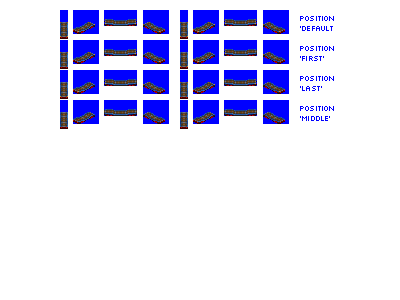 POSITION
'DEFAULT
POSITION
'FIRST'
POSITION
'LAST'
POSITION
'MIDDLE'